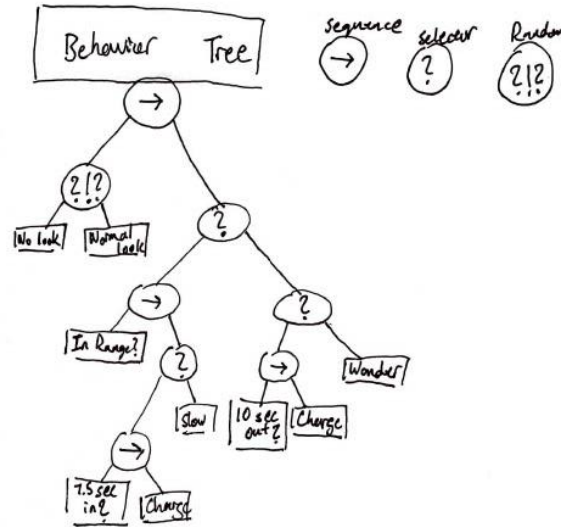 Behavior Tree
sequence
selector
Random
→
?
?!?
→
?!?
No look
Normal
look
?
→
?
In Range?
?
→
Wonder
Slow
10 sec
out?
Charge
→
7.5 sec
in?
Charge